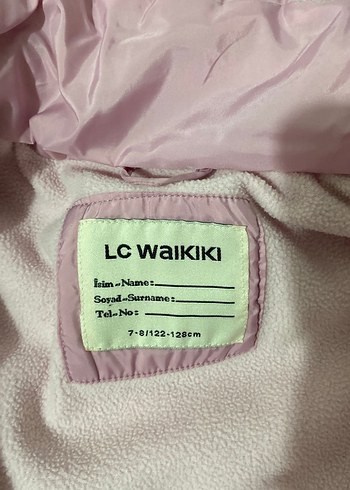 LC WAIKIKI
İsim-Name:
Soyad-Surname:
Tel-No:
7-8/122-128cm